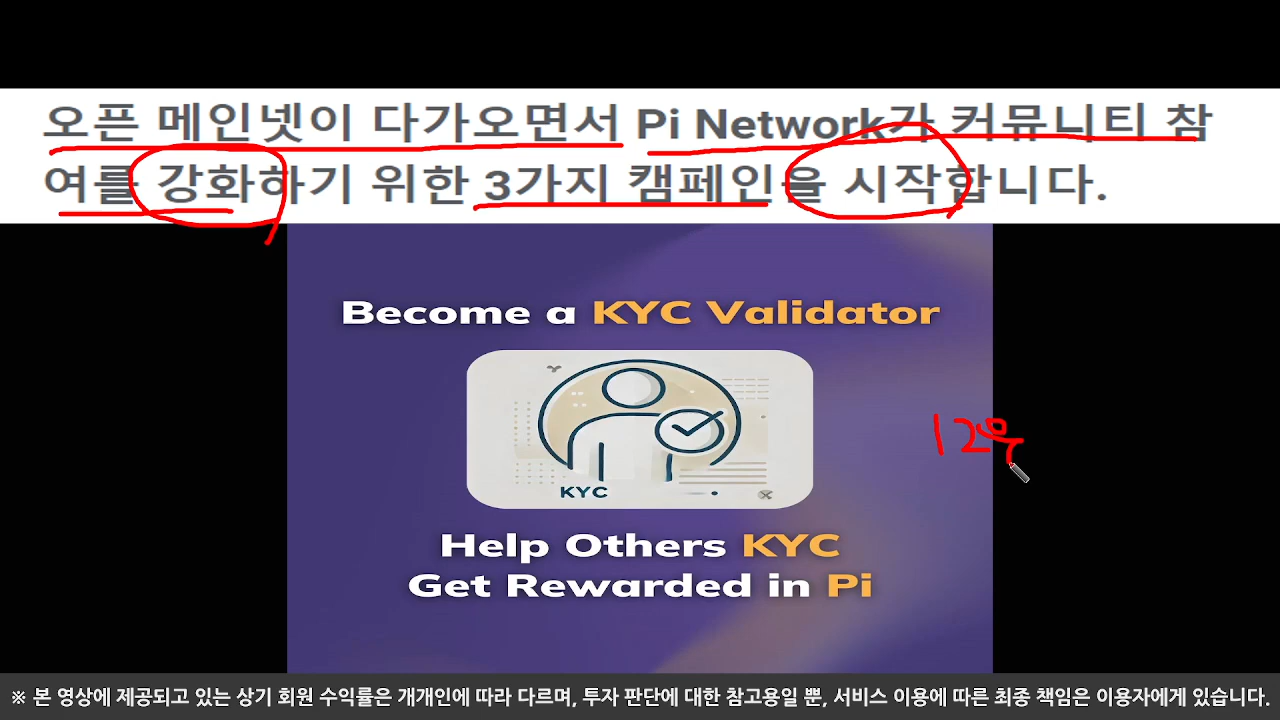 오픈 메인넷이 다가오면서 Pi Network가 커뮤니티 참
여를 강화하기 위한 3가지 캠페인을 시작합니다.
Become a KYC Validator
KYC
12
Help Others KYC
Get Rewarded in Pi
※ 본 영상에 제공되고 있는 상기 회원 수익률은 개개인에 따라 다르며, 투자 판단에 대한 참고용일 뿐, 서비스 이용에 따른 최종 책임은 이용자에게 있습니다.